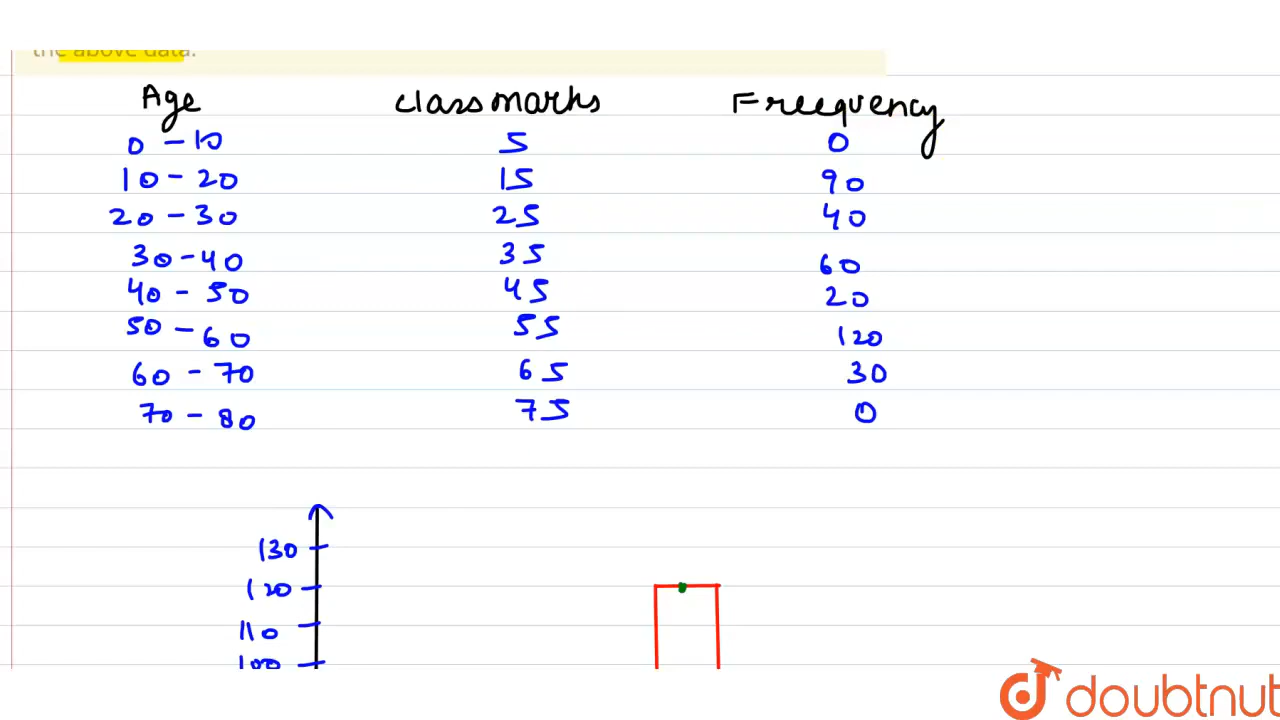 the above data.
Age classmarks Freequency
0 - 10 5 0
10 - 20 15 90
20 - 30 25 40
30 - 40 35 60
40 - 50 45 20
50 - 60 55 120
60 - 70 65 30
70 - 80 75 0
130
120
110
100
doubtnut